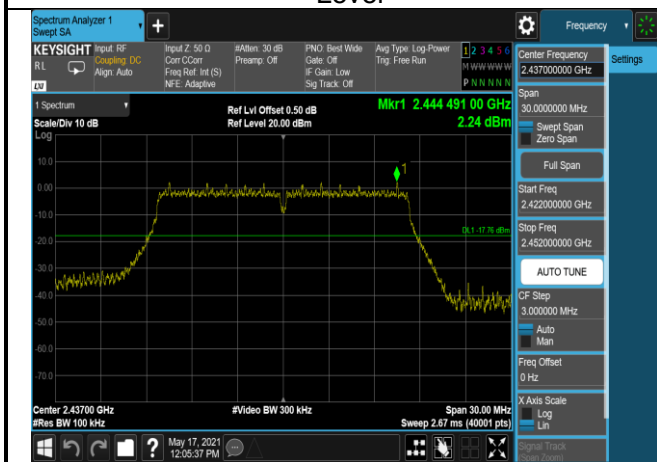 Level
Spectrum Analyzer 1
Swept SA
Frequency
KEYSIGHT
RL
LXI
Input: RF
Coupling: DC
Align: Auto
Input Z: 50 Ω
Corr CCorr
Freq Ref: Int (S)
NFE: Adaptive
#Atten: 30 dB
Preamp: Off
PNO: Best Wide
Gate: Off
IF Gain: Low
Sig Track: Off
Avg Type: Log-Power
Trig: Free Run
1 2 3 4 5 6
M W W W W W
P N N N N N
1 Spectrum
Scale/Div 10 dB
Ref Lvl Offset 0.50 dB
Ref Level 20.00 dBm
Mkr1 2.444 491 00 GHz
2.24 dBm
Log
10.0
0.00
-10.0
-20.0
-30.0
-40.0
-50.0
-60.0
-70.0
1
DL1 -17.76 dBm
Center 2.43700 GHz
#Res BW 100 kHz
#Video BW 300 kHz
Span 30.00 MHz
Sweep 2.67 ms (40001 pts)
May 17, 2021
12:05:37 PM
Center Frequency
2.437000000 GHz
Settings
Span
30.0000000 MHz
Swept Span
Zero Span
Full Span
Start Freq
2.422000000 GHz
Stop Freq
2.452000000 GHz
AUTO TUNE
CF Step
3.000000 MHz
Auto
Man
Freq Offset
0 Hz
X Axis Scale
Log
Lin
Signal Track
(Span Zoom)